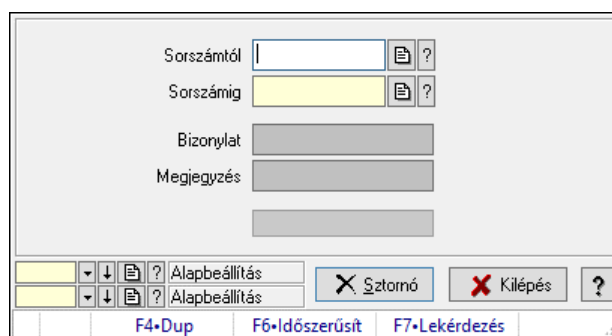 Sorszámtól ?
Sorszámig ?
Bizonylat
Megjegyzés
? Alapbeállítás
? Alapbeállítás
Sztornó
Kilépés
?
F4•Dup F6•Időszerűsít F7•Lekérdezés